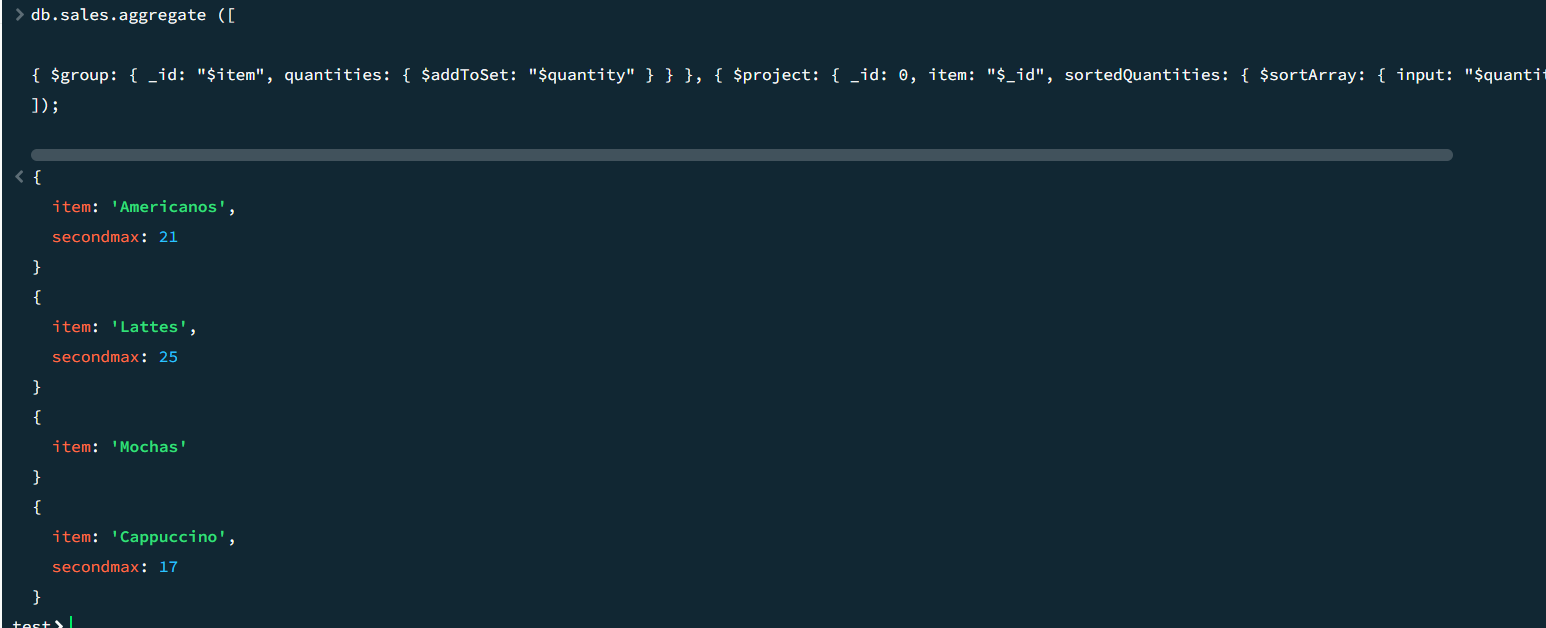 > db.sales.aggregate ([
{ $group: { _id: "$item", quantities: { $addToSet: "$quantity" } } }, { $project: { _id: 0, item: "$_id", sortedQuantities: { $sortArray: { input: "$quanti
]);
< {
item: 'Americanos',
secondmax: 21
}
{
item: 'Lattes',
secondmax: 25
}
{
item: 'Mochas'
}
{
item: 'Cappuccino',
secondmax: 17
}
test>